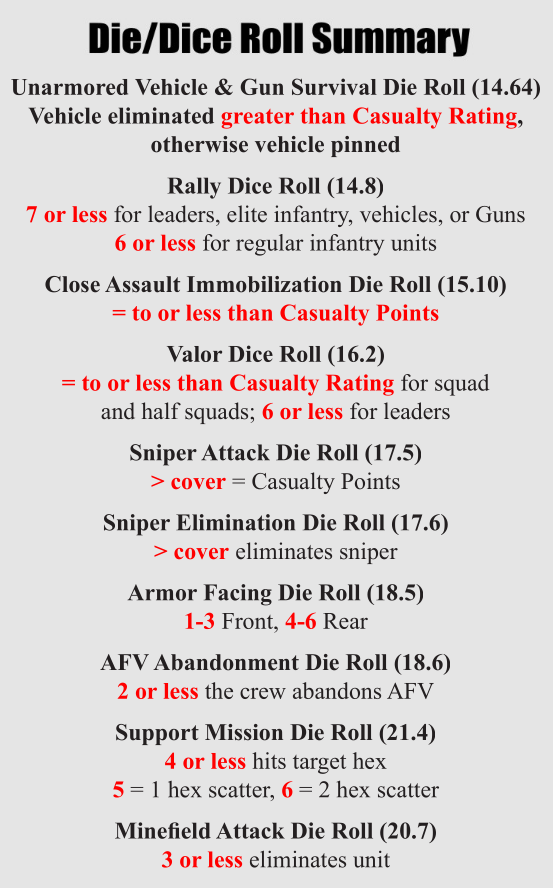 Die/Dice Roll Summary
Unarmored Vehicle & Gun Survival Die Roll (14.64)
Vehicle eliminated greater than Casualty Rating,
otherwise vehicle pinned
Rally Dice Roll (14.8)
7 or less for leaders, elite infantry, vehicles, or Guns
6 or less for regular infantry units
Close Assault Immobilization Die Roll (15.10)
= to or less than Casualty Points
Valor Dice Roll (16.2)
= to or less than Casualty Rating for squad
and half squads; 6 or less for leaders
Sniper Attack Die Roll (17.5)
> cover = Casualty Points
Sniper Elimination Die Roll (17.6)
> cover eliminates sniper
Armor Facing Die Roll (18.5)
1-3 Front, 4-6 Rear
AFV Abandonment Die Roll (18.6)
2 or less the crew abandons AFV
Support Mission Die Roll (21.4)
4 or less hits target hex
5 = 1 hex scatter, 6 = 2 hex scatter
Minefield Attack Die Roll (20.7)
3 or less eliminates unit